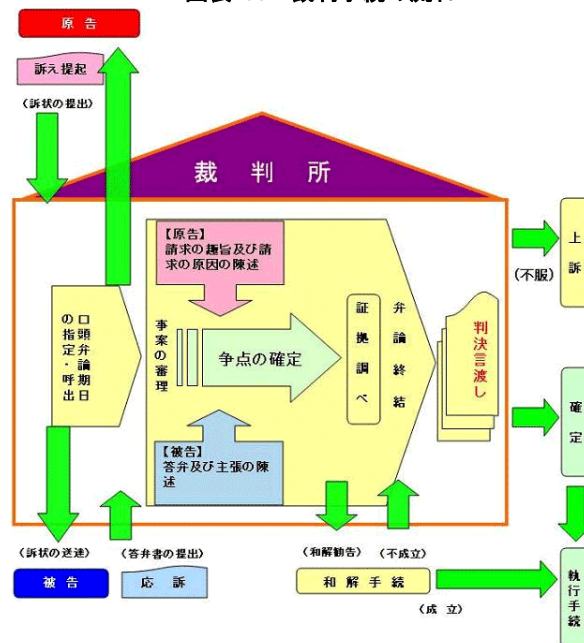 原告
訴え提起
(訴状の提出)
裁判所
【原告】
請求の趣旨及び請
求の原因の陳述
口頭弁論期日
の指定・呼出
事案の審理
争点の確定
証拠調べ
弁論終結
判決言渡し
【被告】
答弁及び主張の陳
述
上訴
(不服)
確定
(訴状の送達)
(答弁書の提出)
(和解勧告)
(不成立)
被告
応訴
和解手続
(成立)
執行手続